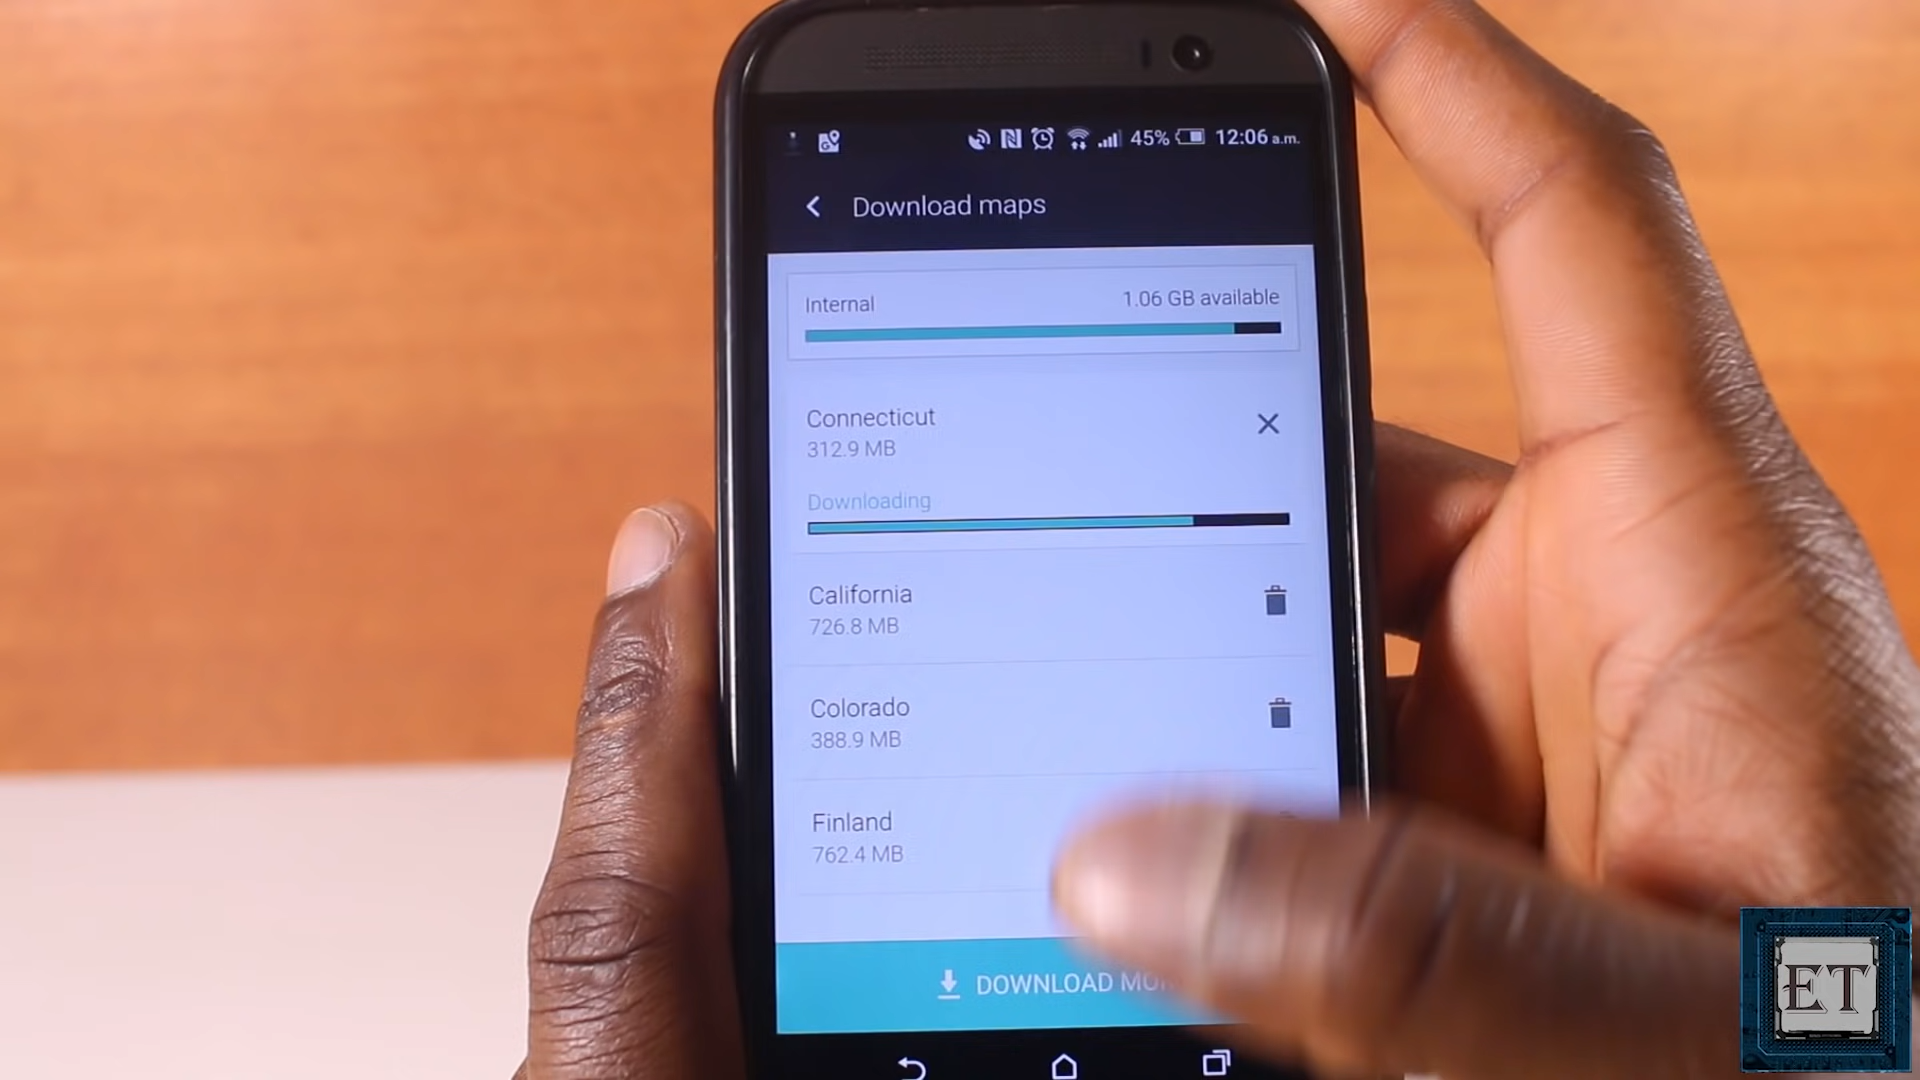 45% 12:06 a.m.
Download maps
Internal 1.06 GB available
Connecticut
312.9 MB
Downloading
California
726.8 MB
Colorado
388.9 MB
Finland
762.4 MB
DOWNLOAD
ET